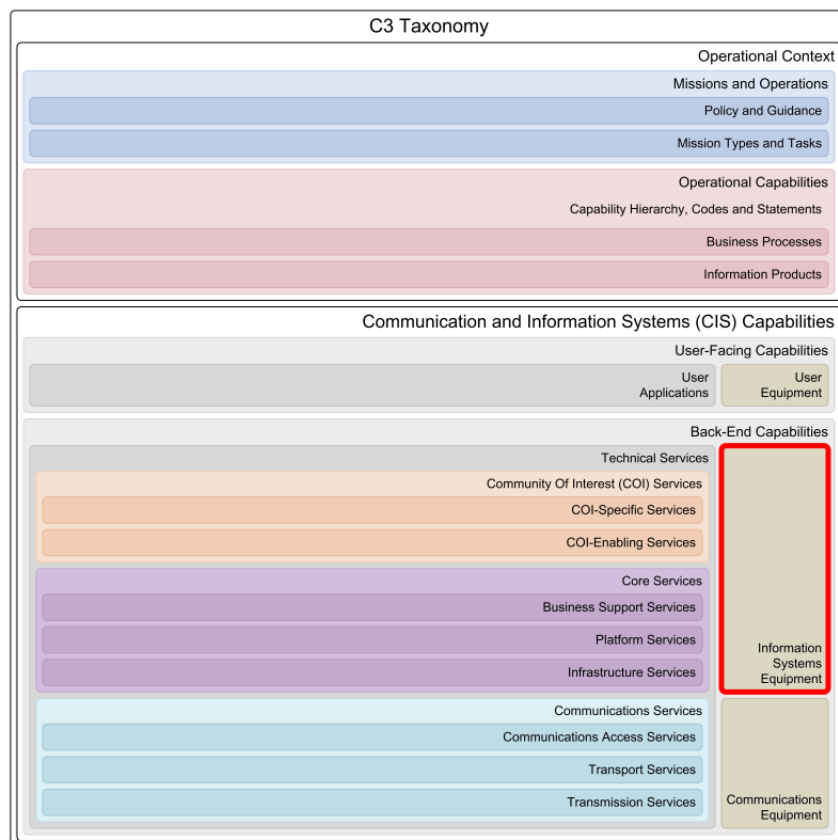 C3 Taxonomy
Operational Context
Missions and Operations
Policy and Guidance
Mission Types and Tasks
Operational Capabilities
Capability Hierarchy, Codes and Statements
Business Processes
Information Products
Communication and Information Systems (CIS) Capabilities
User-Facing Capabilities
User
Applications
User
Equipment
Back-End Capabilities
Technical Services
Community Of Interest (COI) Services
COI-Specific Services
COI-Enabling Services
Core Services
Business Support Services
Platform Services
Infrastructure Services
Information
Systems
Equipment
Communications Services
Communications Access Services
Transport Services
Transmission Services
Communications
Equipment